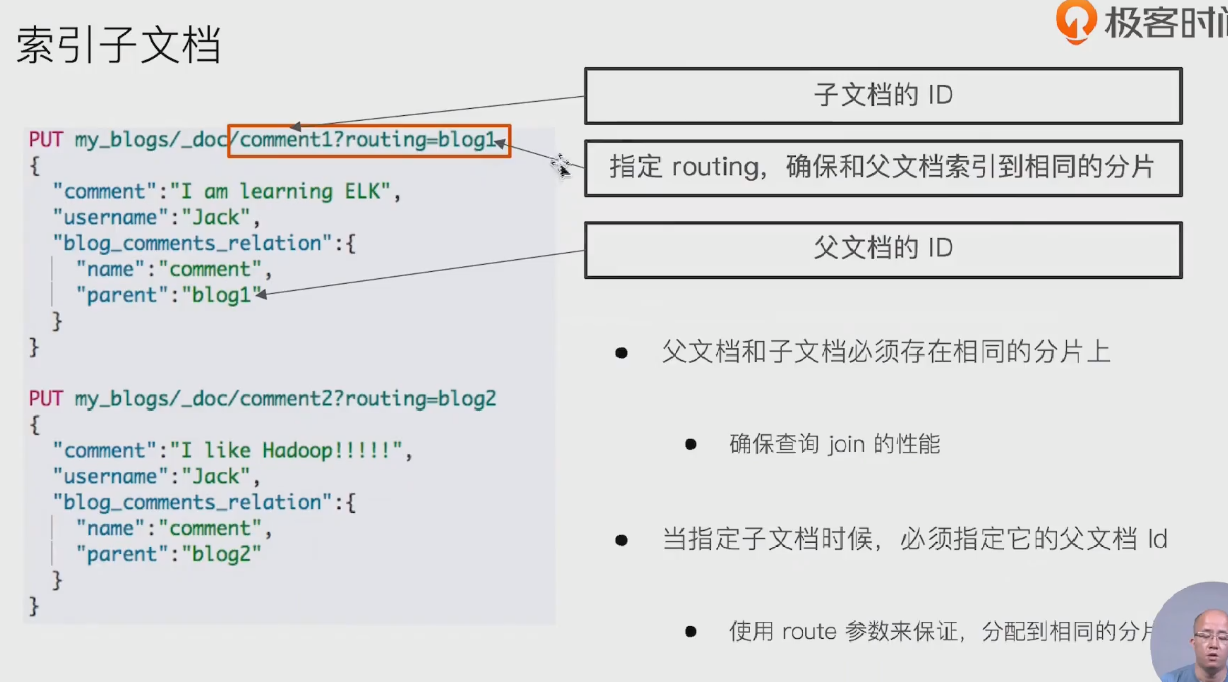 索引子文档
极客时间
PUT my_blogs/_doc/comment1?routing=blog1
{
  "comment":"I am learning ELK",
  "username":"Jack",
  "blog_comments_relation":{
    "name":"comment",
    "parent":"blog1"
  }
}
PUT my_blogs/_doc/comment2?routing=blog2
{
  "comment":"I like Hadoop!!!!!",
  "username":"Jack",
  "blog_comments_relation":{
    "name":"comment",
    "parent":"blog2"
  }
}
子文档的 ID
指定 routing，确保和父文档索引到相同的分片
父文档的 ID
父文档和子文档必须存在相同的分片上
确保查询 join 的性能
当指定子文档时候，必须指定它的父文档 Id
使用 route 参数来保证，分配到相同的分片